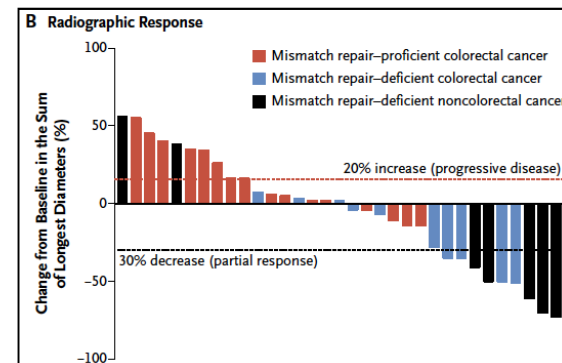 B Radiographic Response
100
50
0
−50
−100
Change from Baseline in the Sum
of Longest Diameters (%)
Mismatch repair–proficient colorectal cancer
Mismatch repair–deficient colorectal cancer
Mismatch repair–deficient noncolorectal cancer
20% increase (progressive disease)
30% decrease (partial response)